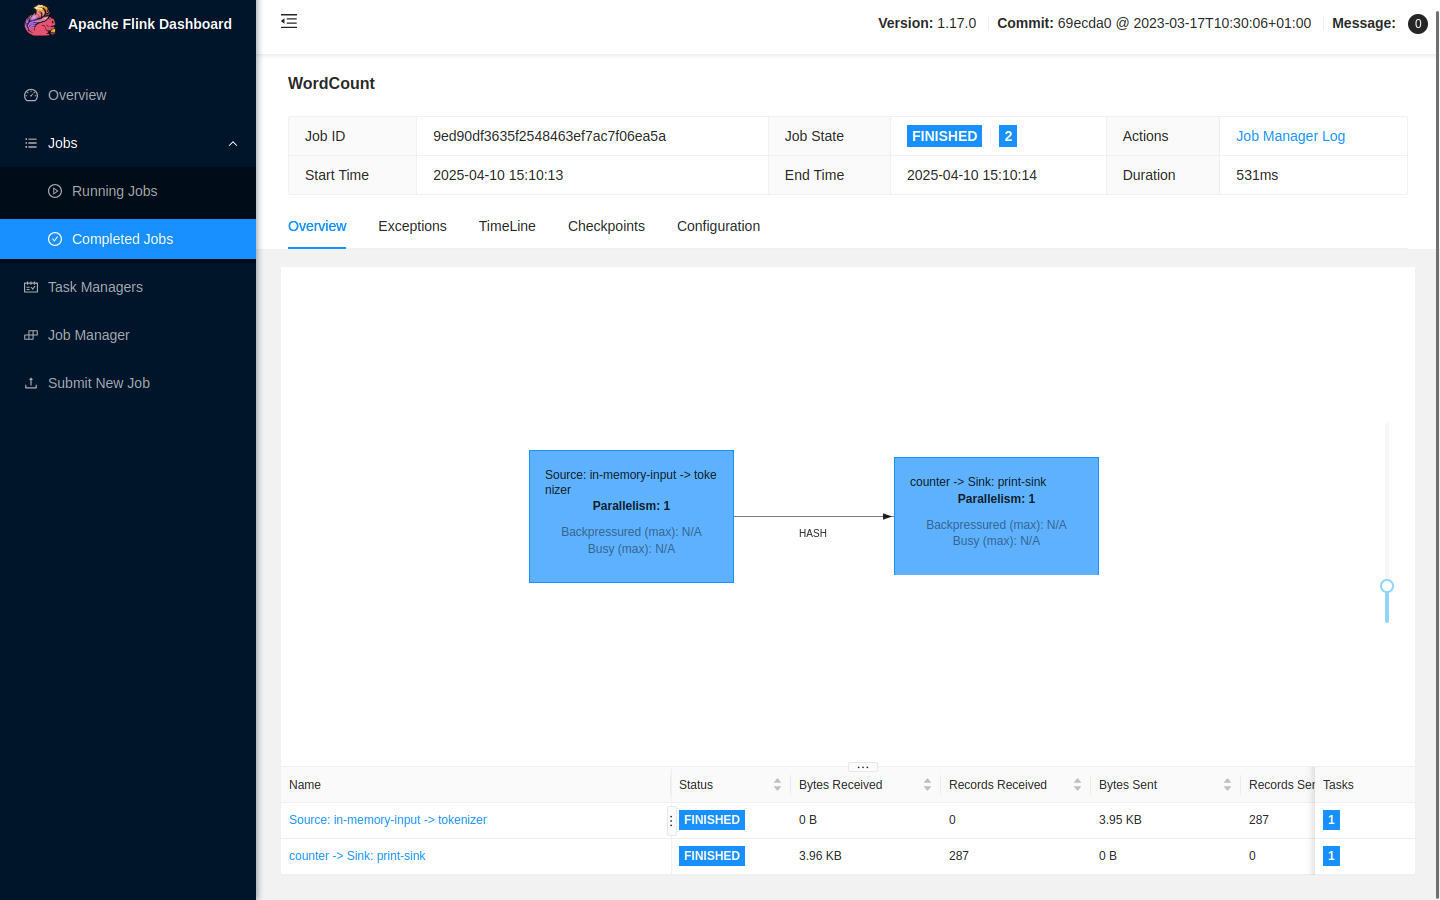 Apache Flink Dashboard
Version: 1.17.0 Commit: 69ecda0 @ 2023-03-17T10:30:06+01:00 Message: 0
Overview
Jobs
Running Jobs
Completed Jobs
Task Managers
Job Manager
Submit New Job
WordCount
Job ID 9ed90df3635f2548463ef7ac7f06ea5a Job State FINISHED 2 Actions Job Manager Log
Start Time 2025-04-10 15:10:13 End Time 2025-04-10 15:10:14 Duration 531ms
Overview Exceptions TimeLine Checkpoints Configuration
Source: in-memory-input -> toke
nizer
Parallelism: 1
Backpressured (max): N/A
Busy (max): N/A
HASH
counter -> Sink: print-sink
Parallelism: 1
Backpressured (max): N/A
Busy (max): N/A
Name Status Bytes Received Records Received Bytes Sent Records Ser Tasks
Source: in-memory-input -> tokenizer FINISHED 0 B 0 3.95 KB 287 1
counter -> Sink: print-sink FINISHED 3.96 KB 287 0 B 0 1